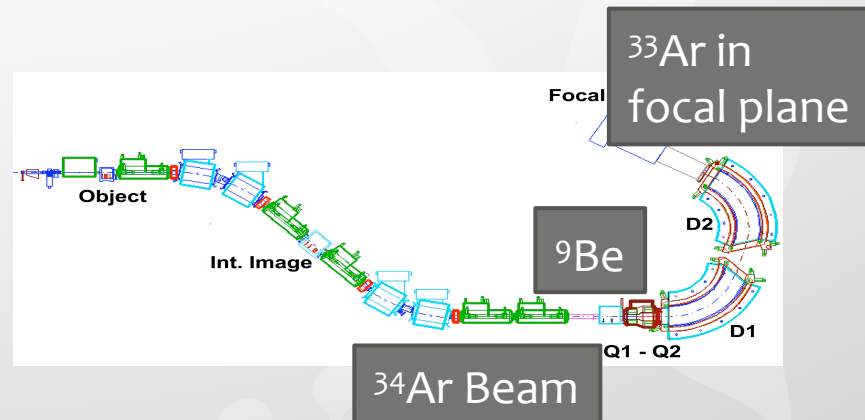 ³³Ar in
focal plane
Focal
Object
D2
Int. Image
⁹Be
D1
Q1 - Q2
³⁴Ar Beam